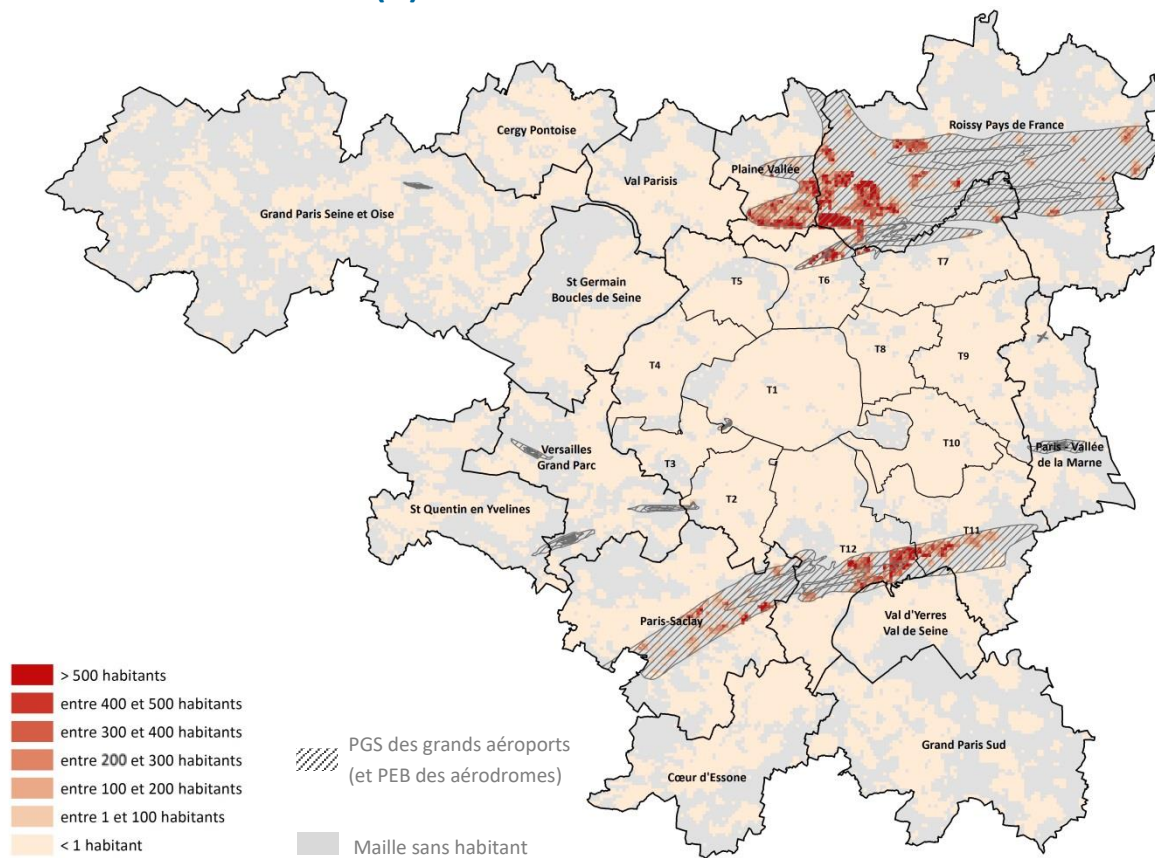 Cergy Pontoise
Roissy Pays de France
Val Parisis
Plaine Vallée
Grand Paris Seine et Oise
St Germain
Boucles de Seine
T5
T6
T7
T4
T8
T9
T1
T10
Versailles
Grand Parc
T3
T2
Paris - Vallée
de la Marne
St Quentin en Yvelines
T11
T12
Paris-Saclay
Val d'Yerres
Val de Seine
Grand Paris Sud
Cœur d'Essone
> 500 habitants
entre 400 et 500 habitants
entre 300 et 400 habitants
entre 200 et 300 habitants
entre 100 et 200 habitants
entre 1 et 100 habitants
< 1 habitant
PGS des grands aéroports
(et PEB des aérodromes)
Maille sans habitant